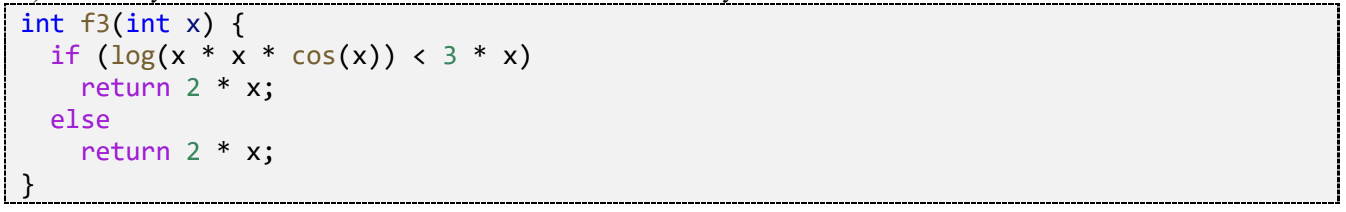 int f3(int x) {
  if (log(x * x * cos(x)) < 3 * x)
    return 2 * x;
  else
    return 2 * x;
}